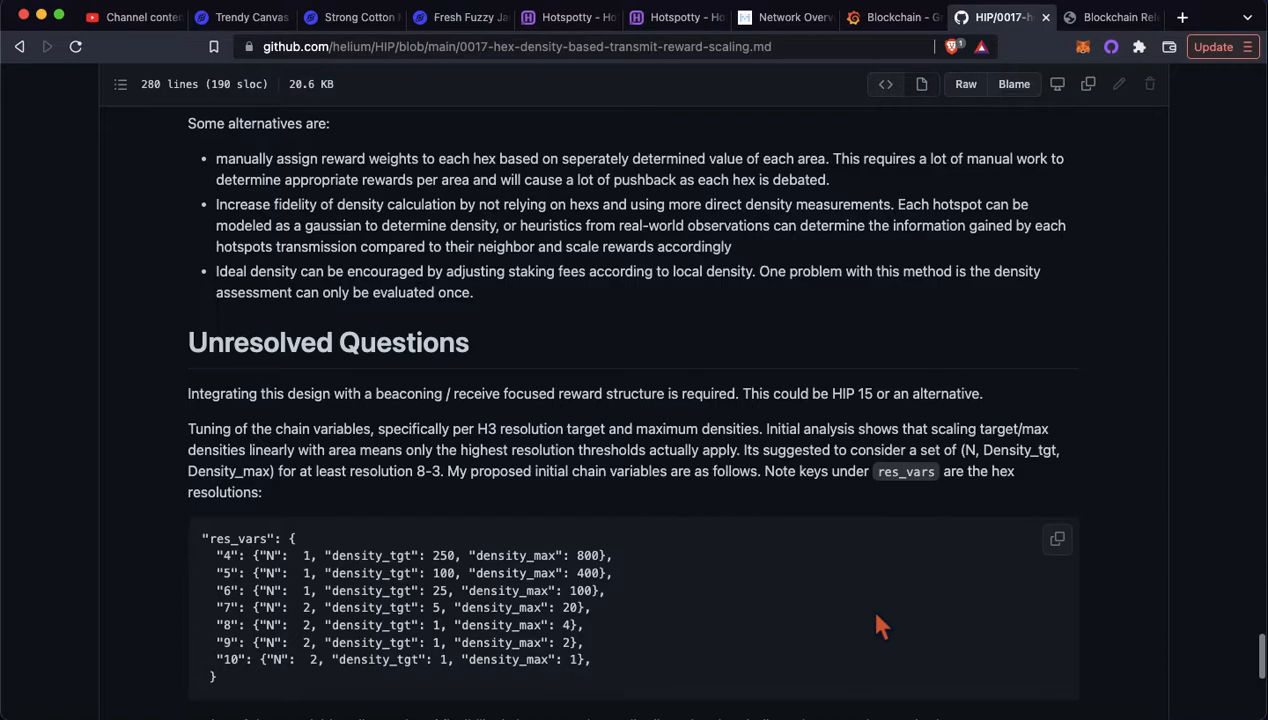 Channel conten
Trendy Canvas
Strong Cotton
Fresh Fuzzy Ja
Hotspotty - Ho
Hotspotty - Ho
Network Overv
Blockchain - G
HIP/0017-h
Blockchain Rel
github.com/helium/HIP/blob/main/0017-hex-density-based-transmit-reward-scaling.md
1
Update
280 lines (190 sloc) 20.6 KB
Raw
Blame
Some alternatives are:
• manually assign reward weights to each hex based on seperately determined value of each area. This requires a lot of manual work to
determine appropriate rewards per area and will cause a lot of pushback as each hex is debated.
• Increase fidelity of density calculation by not relying on hexs and using more direct density measurements. Each hotspot can be
modeled as a gaussian to determine density, or heuristics from real-world observations can determine the information gained by each
hotspots transmission compared to their neighbor and scale rewards accordingly
• Ideal density can be encouraged by adjusting staking fees according to local density. One problem with this method is the density
assessment can only be evaluated once.
Unresolved Questions
Integrating this design with a beaconing / receive focused reward structure is required. This could be HIP 15 or an alternative.
Tuning of the chain variables, specifically per H3 resolution target and maximum densities. Initial analysis shows that scaling target/max
densities linearly with area means only the highest resolution thresholds actually apply. Its suggested to consider a set of (N, Density_tgt,
Density_max) for at least resolution 8-3. My proposed initial chain variables are as follows. Note keys under res_vars are the hex
resolutions:
"res_vars": {
"4": {"N": 1, "density_tgt": 250, "density_max": 800},
"5": {"N": 1, "density_tgt": 100, "density_max": 400},
"6": {"N": 1, "density_tgt": 25, "density_max": 100},
"7": {"N": 2, "density_tgt": 5, "density_max": 20},
"8": {"N": 2, "density_tgt": 1, "density_max": 4},
"9": {"N": 2, "density_tgt": 1, "density_max": 2},
"10": {"N": 2, "density_tgt": 1, "density_max": 1},
}